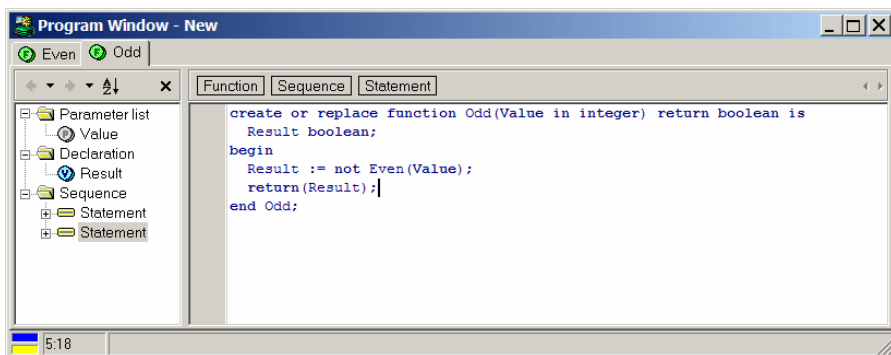 Program Window - New
Even Odd
Function Sequence Statement
Parameter list
Value
Declaration
Result
Sequence
Statement
Statement
create or replace function Odd(Value in integer) return boolean is
Result boolean;
begin
Result := not Even(Value);
return(Result);
end Odd;
5:18